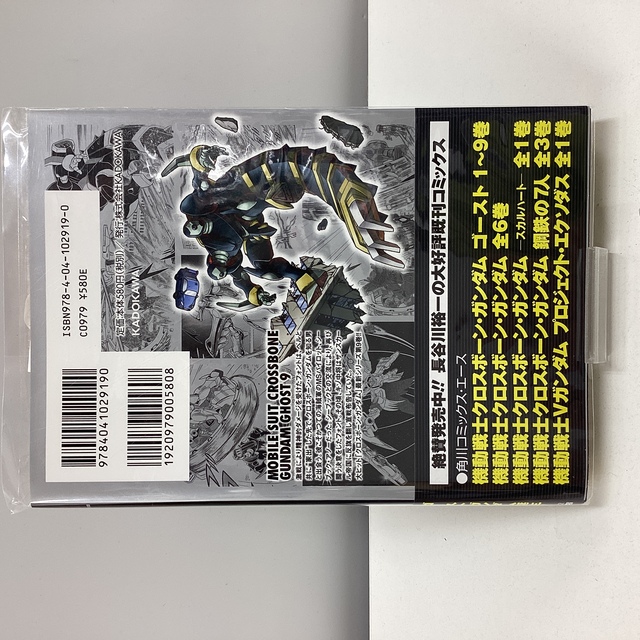 ISBN978-4-04-102919-0
C0979 ¥580E
定価:本体580円(税別)/発行:株式会社KADOKAWA
KADOKAWA
9784041029190
1920979005808
MOBILE SUIT CROSSBONE
GUNDAM GHOST 9
絶賛発売中!! 長谷川裕一の大好評既刊コミックス
●角川コミックス・エース
機動戦士クロスボーン・ガンダム ゴースト 1〜9巻
機動戦士クロスボーン・ガンダム 全6巻
機動戦士クロスボーン・ガンダム ―スカルハート― 全1巻
機動戦士クロスボーン・ガンダム 鋼鉄の7人 全3巻
機動戦士Vガンダム プロジェクト・エクソダス 全1巻